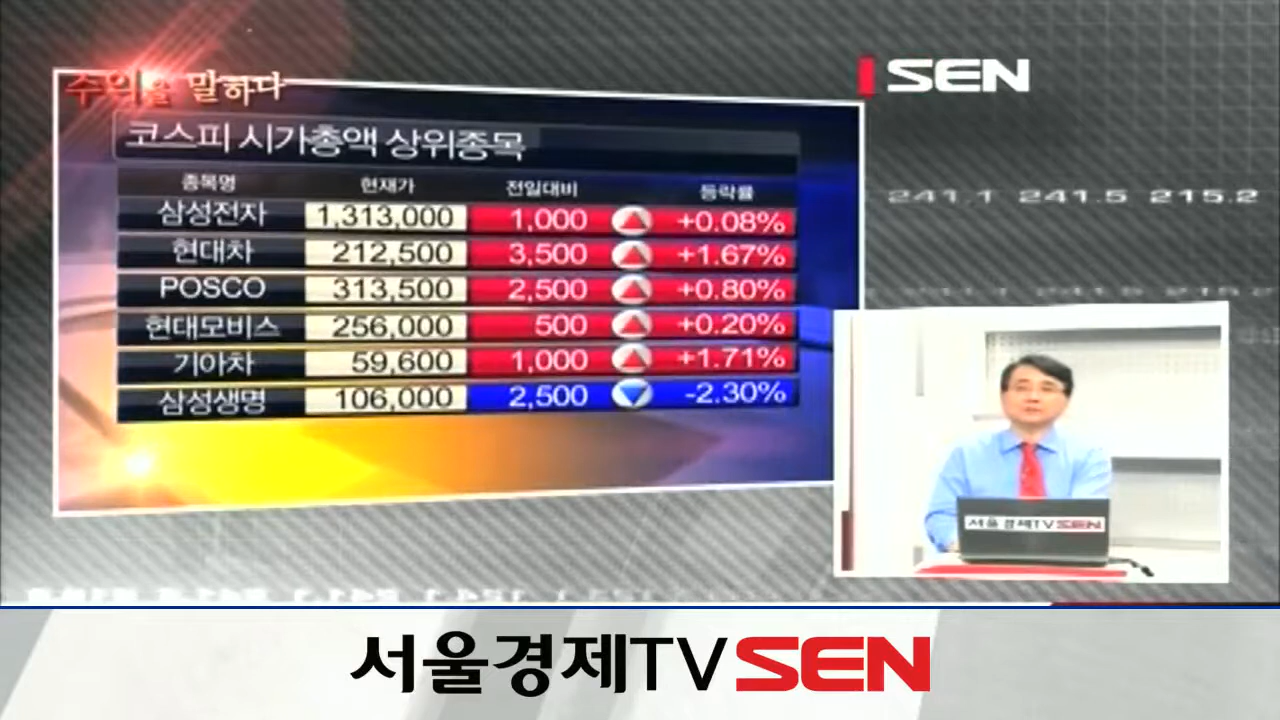 수익을 말하다
SEN
코스피 시가총액 상위종목
종목명 현재가 전일대비 등락률
삼성전자 1,313,000 1,000 ▲ +0.08%
현대차 212,500 3,500 ▲ +1.67%
POSCO 313,500 2,500 ▲ +0.80%
현대모비스 256,000 500 ▲ +0.20%
기아차 59,600 1,000 ▲ +1.71%
삼성생명 106,000 2,500 ▼ -2.30%
241.1 241.5 215.2
서울경제TV SEN
서울경제TV SEN